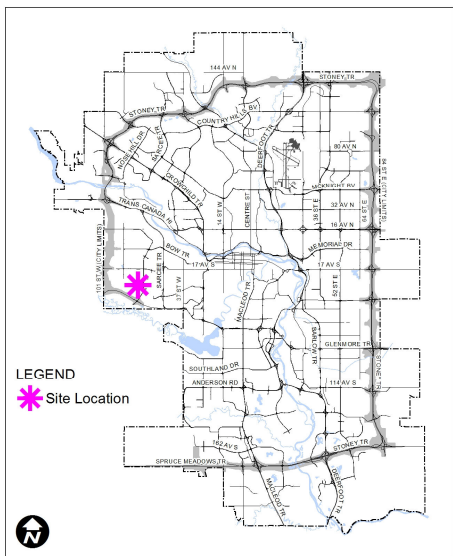 144 AV N
STONEY TR
STONEY TR
COUNTRY HILLS BV
SARCEE TR
DEERFOOT TR
80 AV N
CROWCHILD TR
MCKNIGHT BV
14 ST W
CENTRE ST
36 ST E
32 AV N
68 ST E
84 ST E (CITY LIMITS)
TRANS CANADA HI
16 AV N
101 ST W (CITY LIMITS)
BOW TR
MEMORIAL DR
17 AV S
17 AV S
SARCEE TR
37 ST W
52 ST E
MACLEOD TR
BARLOW TR
GLENMORE TR
LEGEND
Site Location
SOUTHLAND DR
STONEY TR
ANDERSON RD
114 AV S
162 AV S
STONEY TR
SPRUCE MEADOWS TR
MACLEOD TR
DEERFOOT TR
N